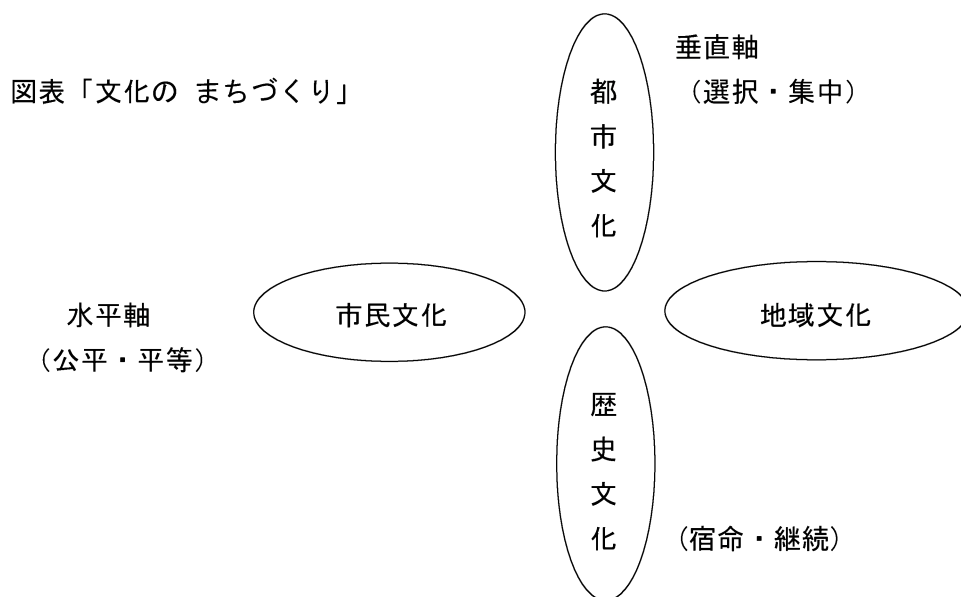 図表「文化の まちづくり」
都市文化
垂直軸
（選択・集中）
水平軸
（公平・平等）
市民文化
地域文化
歴史文化
（宿命・継続）